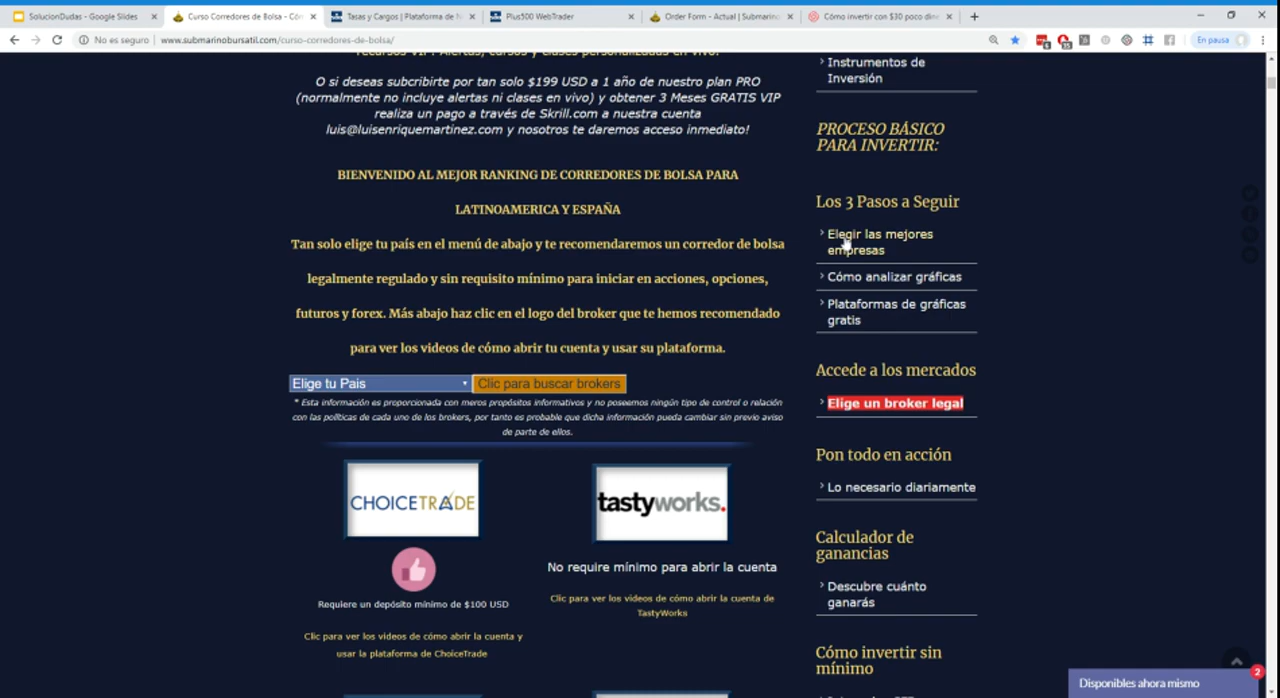 SolucionDudas - Google Slides
Curso Corredores de Bolsa - Cón
Tasas y Cargos | Plataforma de N
Plus500 WebTrader
Order Form - Actual | Submarino
Cómo invertir con $30 poco dine
No es seguro | www.submarinobursatil.com/curso-corredores-de-bolsa/
En pausa
recursos VIP: Alertas, cursos y clases personalizadas en vivo!
O si deseas subcribirte por tan solo $199 USD a 1 año de nuestro plan PRO
(normalmente no incluye alertas ni clases en vivo) y obtener 3 Meses GRATIS VIP
realiza un pago a través de Skrill.com a nuestra cuenta
luis@luisenriquemartinez.com y nosotros te daremos acceso inmediato!
BIENVENIDO AL MEJOR RANKING DE CORREDORES DE BOLSA PARA
LATINOAMERICA Y ESPAÑA
Tan solo elige tu país en el menú de abajo y te recomendaremos un corredor de bolsa
legalmente regulado y sin requisito mínimo para iniciar en acciones, opciones,
futuros y forex. Más abajo haz clic en el logo del broker que te hemos recomendado
para ver los videos de cómo abrir tu cuenta y usar su plataforma.
Elige tu Pais
Clic para buscar brokers
* Esta información es proporcionada con meros propósitos informativos y no poseemos ningún tipo de control o relación
con las políticas de cada uno de los brokers, por tanto es probable que dicha información pueda cambiar sin previo aviso
de parte de ellos.
CHOICETRADE
Requiere un depósito mínimo de $100 USD
Clic para ver los videos de cómo abrir la cuenta y
usar la plataforma de ChoiceTrade
tastyworks.
No require mínimo para abrir la cuenta
Clic para ver los videos de cómo abrir la cuenta de
TastyWorks
Instrumentos de
Inversión
PROCESO BÁSICO
PARA INVERTIR:
Los 3 Pasos a Seguir
Elegir las mejores
empresas
Cómo analizar gráficas
Plataformas de gráficas
gratis
Accede a los mercados
Elige un broker legal
Pon todo en acción
Lo necesario diariamente
Calculador de
ganancias
Descubre cuánto
ganarás
Cómo invertir sin
mínimo
Disponibles ahora mismo
2